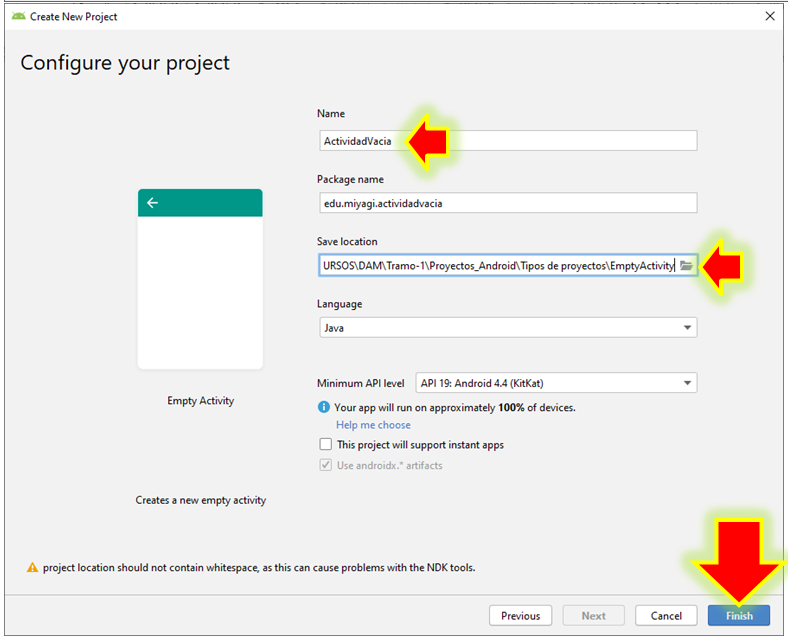 Create New Project
Configure your project
Name
ActividadVacia
Package name
edu.miyagi.actividadvacia
Save location
URSOS\DAM\Tramo-1\Proyectos_Android\Tipos de proyectos\EmptyActivity
Language
Java
Empty Activity
Minimum API level API 19: Android 4.4 (KitKat)
Your app will run on approximately 100% of devices.
Help me choose
This project will support instant apps
Use androidx.* artifacts
Creates a new empty activity
project location should not contain whitespace, as this can cause problems with the NDK tools.
Previous Next Cancel Finish